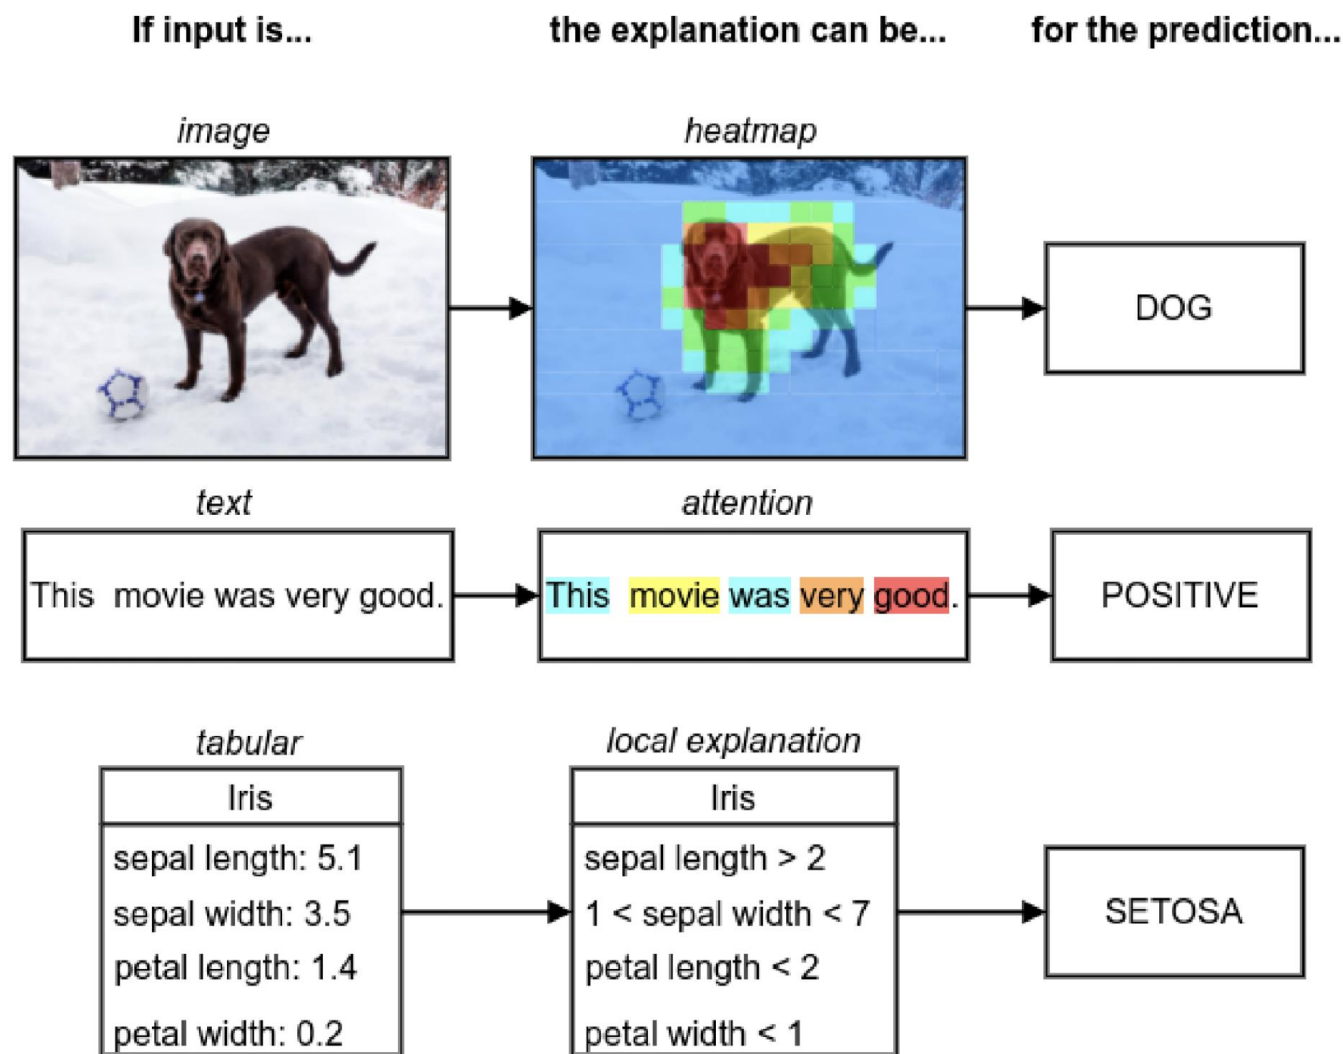 If input is... the explanation can be... for the prediction...
image heatmap
DOG
text attention
This movie was very good. This movie was very good. POSITIVE
tabular local explanation
Iris Iris
sepal length: 5.1 sepal length > 2
sepal width: 3.5 1 < sepal width < 7 SETOSA
petal length: 1.4 petal length < 2
petal width: 0.2 petal width < 1